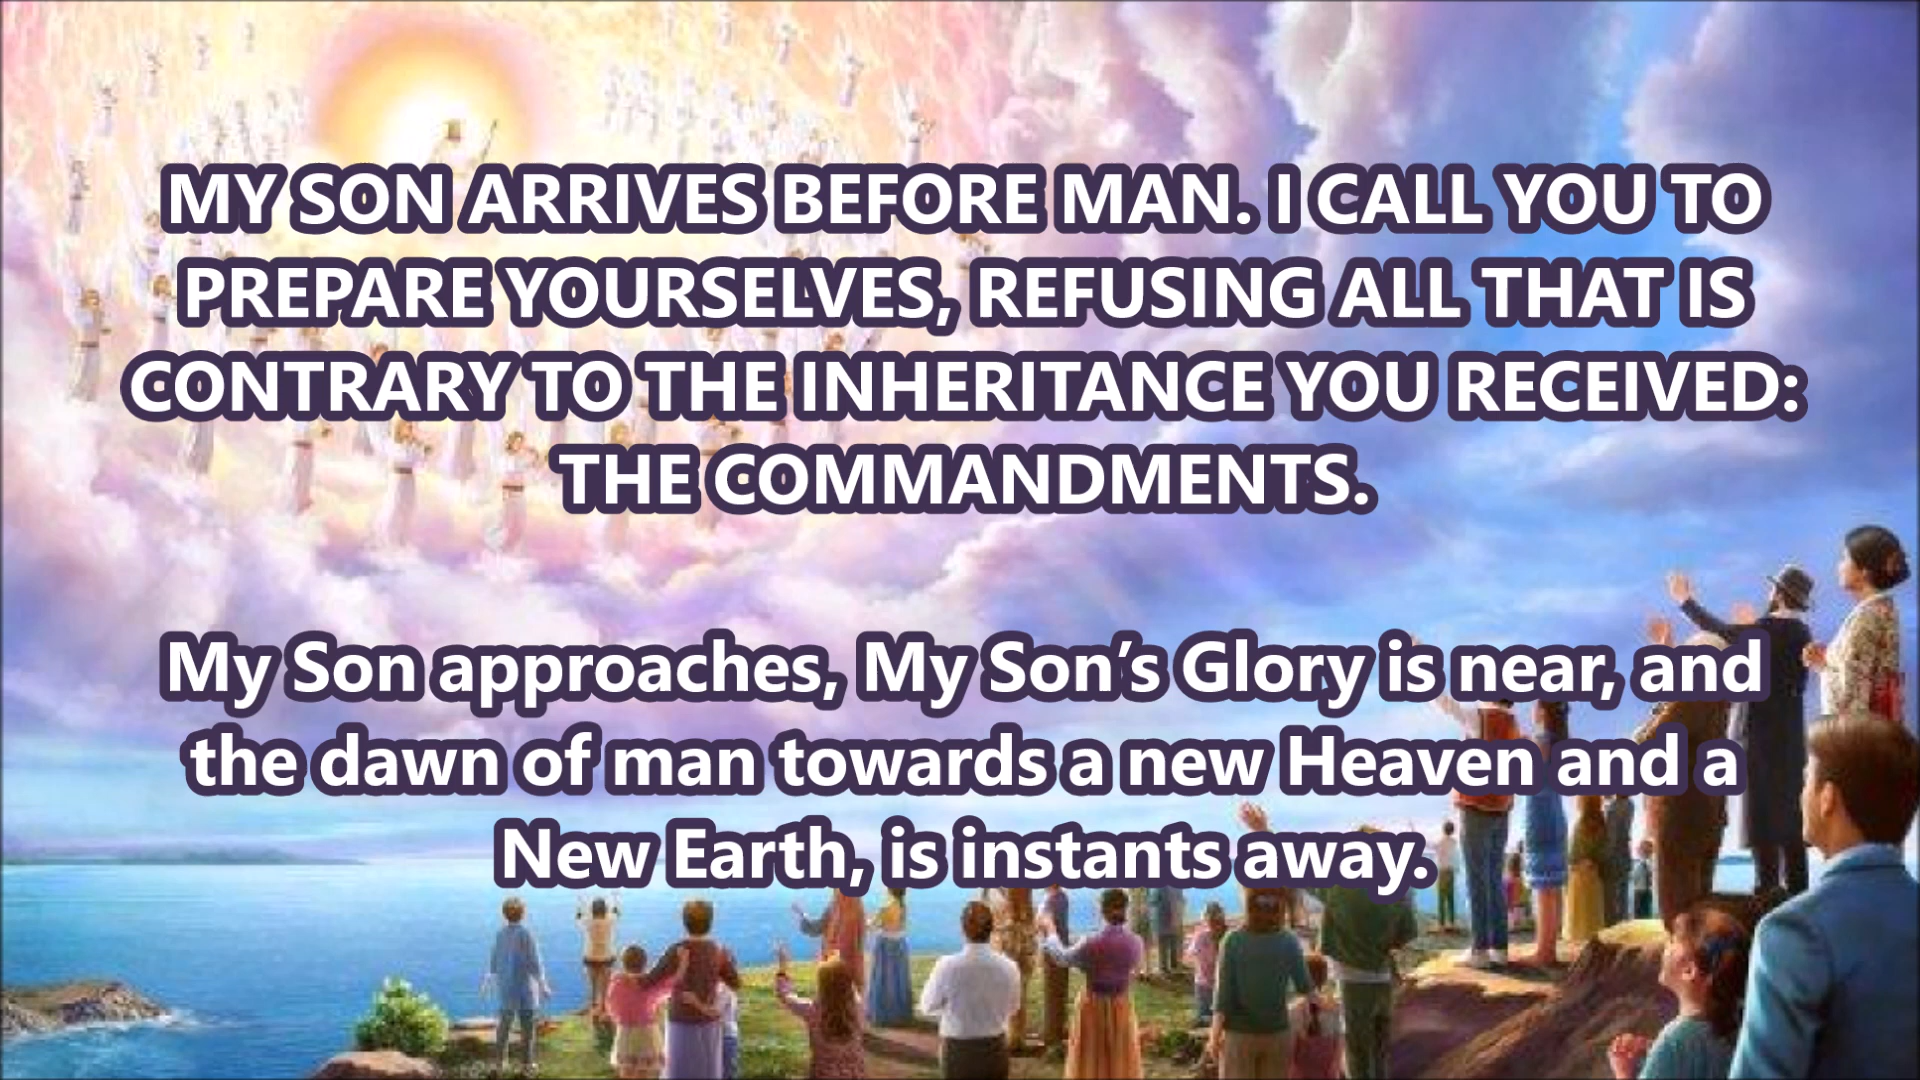 MY SON ARRIVES BEFORE MAN. I CALL YOU TO
PREPARE YOURSELVES, REFUSING ALL THAT IS
CONTRARY TO THE INHERITANCE YOU RECEIVED:
THE COMMANDMENTS.
My Son approaches, My Son’s Glory is near, and
the dawn of man towards a new Heaven and a
New Earth, is instants away.